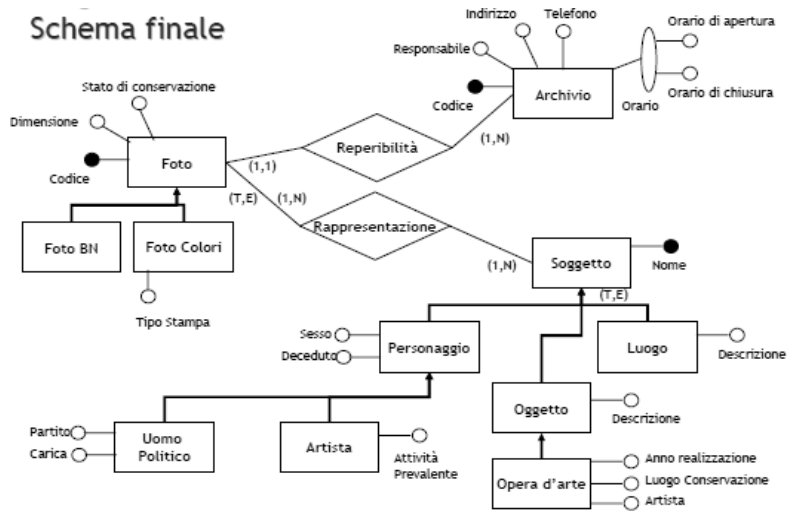 Schema finale
Indirizzo
Telefono
Orario di apertura
Responsabile
Codice
Archivio
Orario
Orario di chiusura
Stato di conservazione
Dimensione
Codice
Foto
(1,1)
Reperibilità
(1,N)
(T,E)
(1,N)
Rappresentazione
(1,N)
Foto BN
Foto Colori
Tipo Stampa
Soggetto
Nome
(T,E)
Sesso
Deceduto
Personaggio
Luogo
Descrizione
Oggetto
Descrizione
Partito
Carica
Uomo
Politico
Artista
Attività
Prevalente
Opera d'arte
Anno realizzazione
Luogo Conservazione
Artista